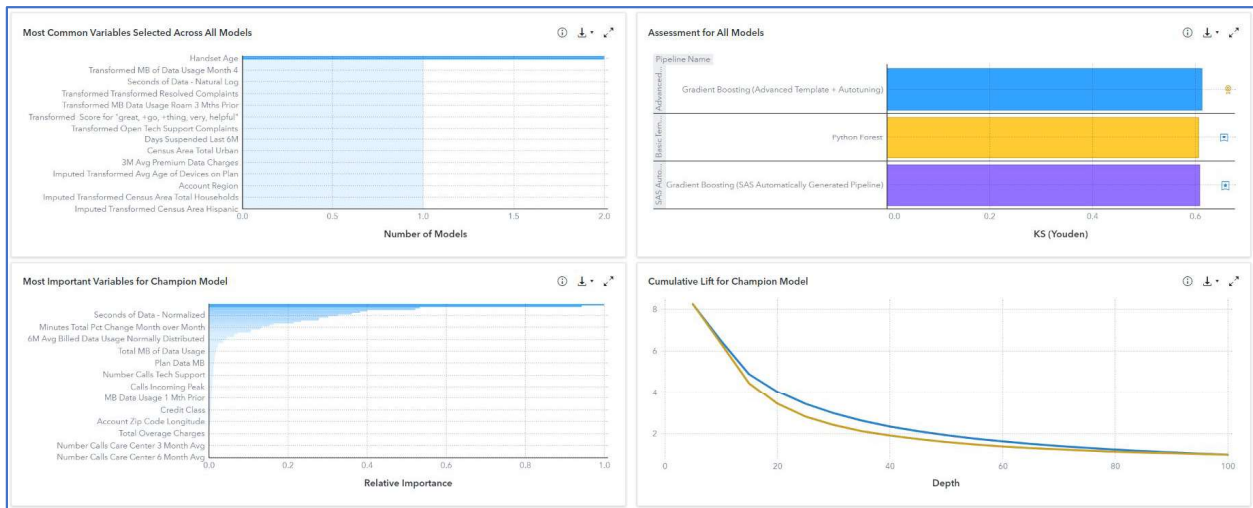 Most Common Variables Selected Across All Models
Handset Age
Transformed MB of Data Usage Month 4
Seconds of Data - Natural Log
Transformed Transformed Resolved Complaints
Transformed MB Data Usage Roam 3 Mths Prior
Transformed Score for "great, +go, +thing, very, helpful"
Transformed Open Tech Support Complaints
Days Suspended Last 6M
Census Area Total Urban
3M Avg Premium Data Charges
Imputed Transformed Avg Age of Devices on Plan
Account Region
Imputed Transformed Census Area Total Households
Imputed Transformed Census Area Hispanic
0.0 0.5 1.0 1.5 2.0
Number of Models
Assessment for All Models
Pipeline Name
Advanced...
Gradient Boosting (Advanced Template + Autotuning)
Basic Tem...
Python Forest
SAS Auto...
Gradient Boosting (SAS Automatically Generated Pipeline)
0.0 0.2 0.4 0.6
KS (Youden)
Most Important Variables for Champion Model
Seconds of Data - Normalized
Minutes Total Pct Change Month over Month
6M Avg Billed Data Usage Normally Distributed
Total MB of Data Usage
Plan Data MB
Number Calls Tech Support
Calls Incoming Peak
MB Data Usage 1 Mth Prior
Credit Class
Account Zip Code Longitude
Total Overage Charges
Number Calls Care Center 3 Month Avg
Number Calls Care Center 6 Month Avg
0.0 0.2 0.4 0.6 0.8 1.0
Relative Importance
Cumulative Lift for Champion Model
8
6
4
2
0 20 40 60 80 100
Depth